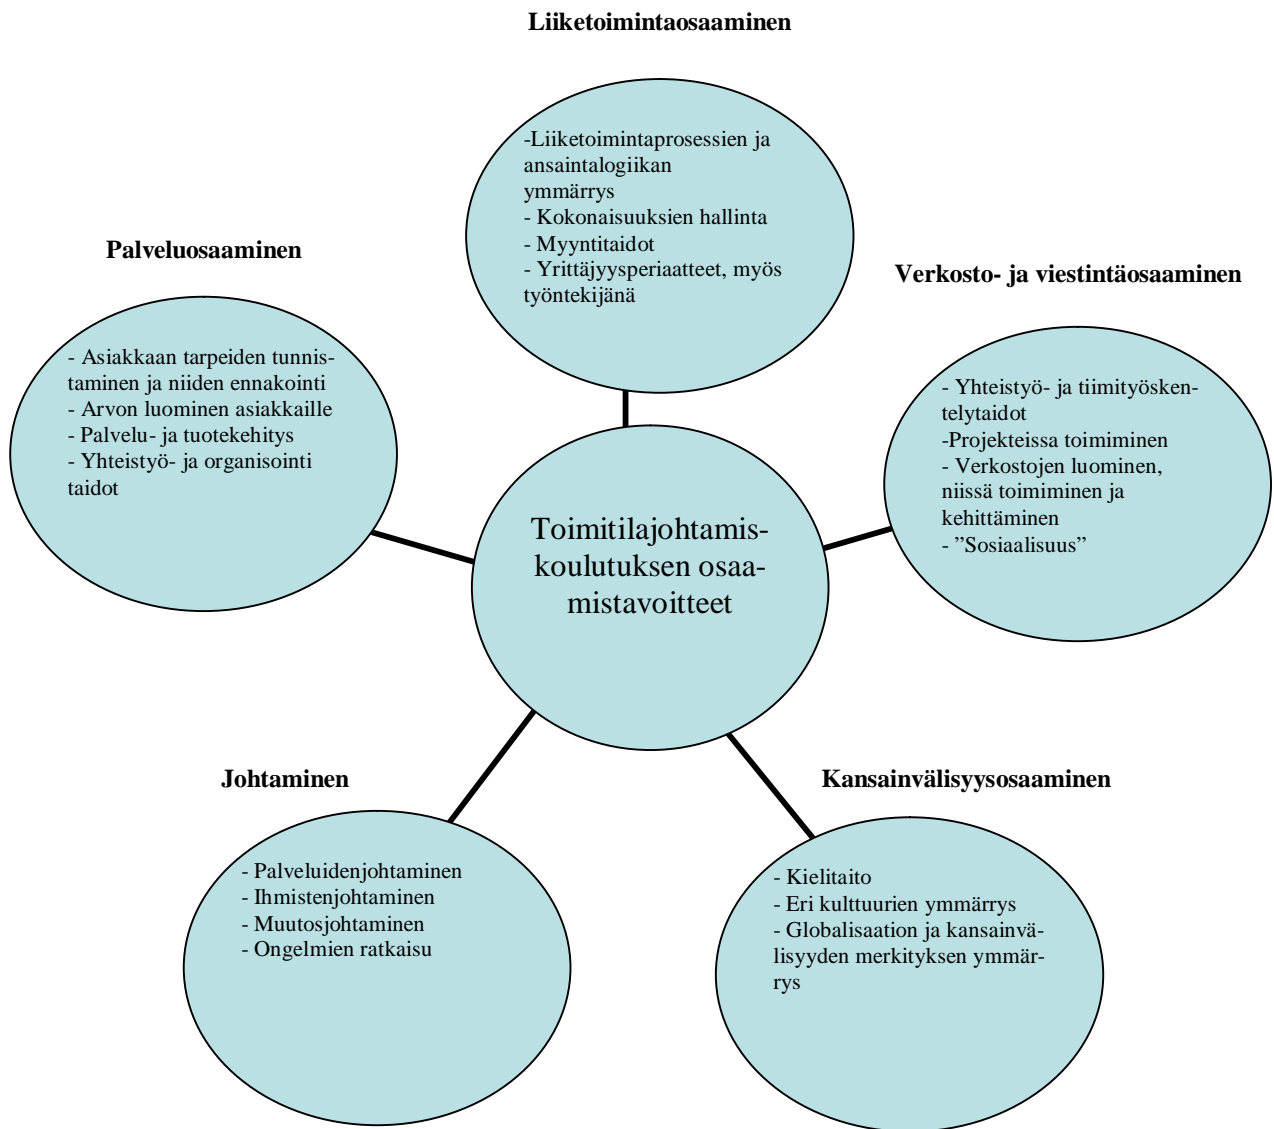 Liiketoimintaosaaminen
-Liiketoimintaprosessien ja
ansaintalogiikan
ymmärrys
- Kokonaisuuksien hallinta
- Myyntitaidot
- Yrittäjyysperiaatteet, myös
työntekijänä
Palveluosaaminen
- Asiakkaan tarpeiden tunnis-
taminen ja niiden ennakointi
- Arvon luominen asiakkaille
- Palvelu- ja tuotekehitys
- Yhteistyö- ja organisointi
taidot
Verkosto- ja viestintäosaaminen
- Yhteistyö- ja tiimityösken-
telytaidot
-Projekteissa toimiminen
- Verkostojen luominen,
niissä toimiminen ja
kehittäminen
- ”Sosiaalisuus”
Toimitilajohtamis-
koulutuksen osaa-
mistavoitteet
Johtaminen
- Palveluidenjohtaminen
- Ihmistenjohtaminen
- Muutosjohtaminen
- Ongelmien ratkaisu
Kansainvälisyysosaaminen
- Kielitaito
- Eri kulttuurien ymmärrys
- Globalisaation ja kansainvä-
lisyyden merkityksen ymmär-
rys